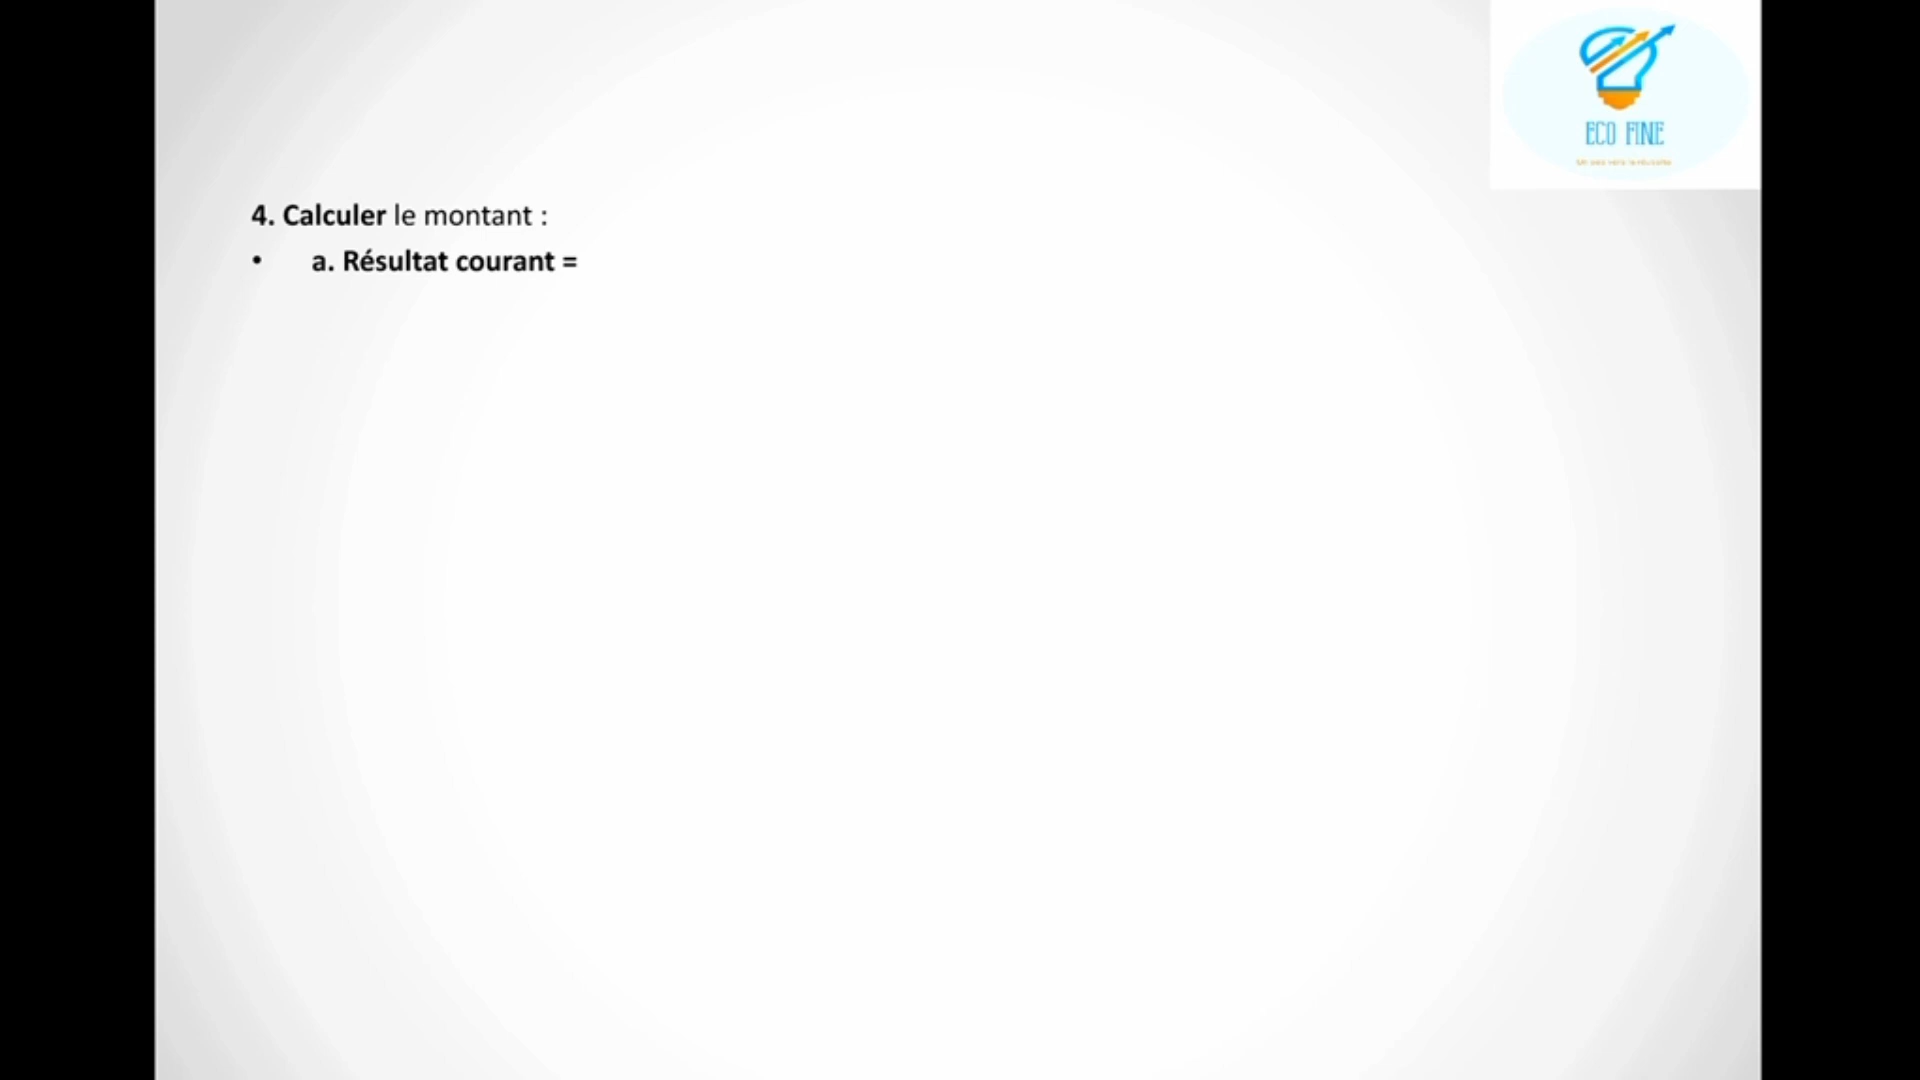 ECO FINE
4. Calculer le montant :
• a. Résultat courant =